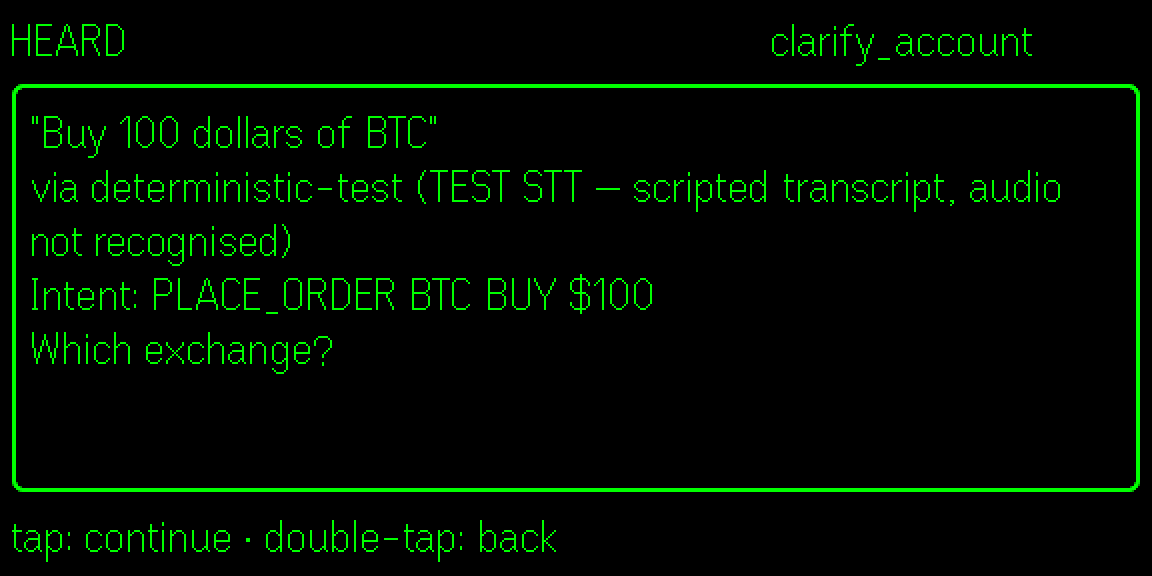 HEARD clarify_account
"Buy 100 dollars of BTC"
via deterministic-test (TEST STT — scripted transcript, audio
not recognised)
Intent: PLACE_ORDER BTC BUY $100
Which exchange?
tap: continue · double-tap: back